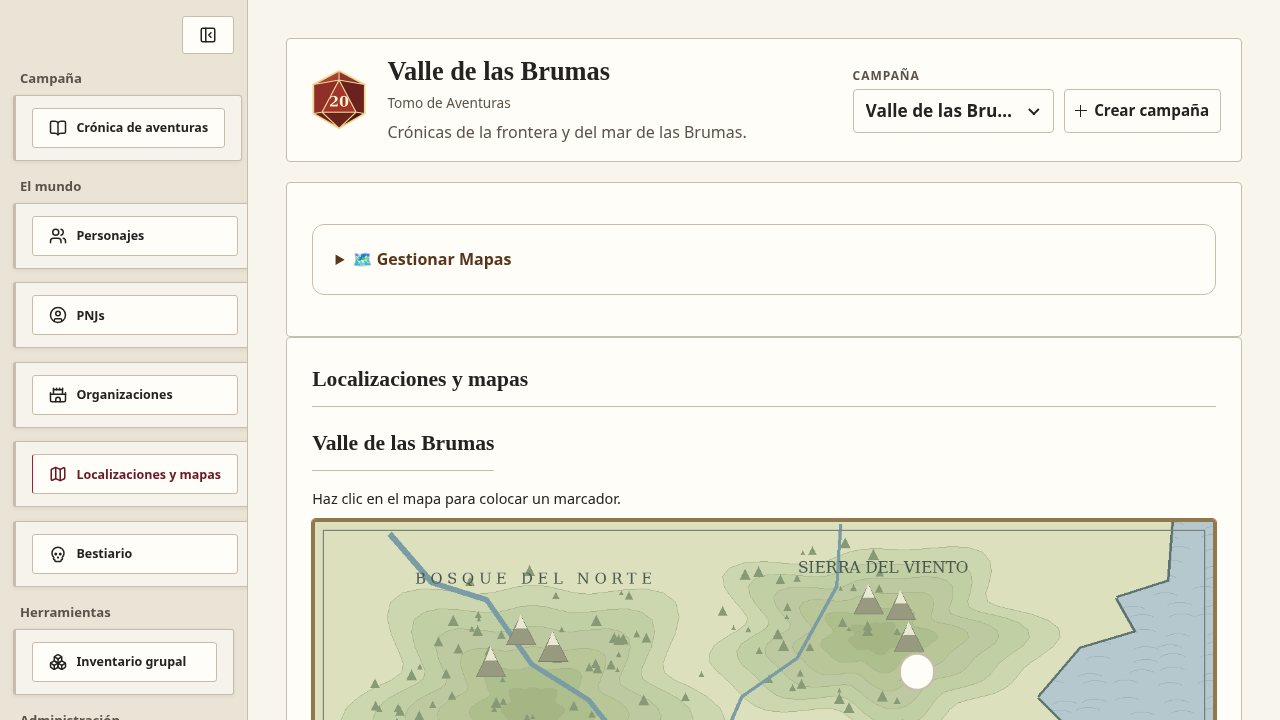 Campaña
Crónica de aventuras
El mundo
Personajes
PNJs
Organizaciones
Localizaciones y mapas
Bestiario
Herramientas
Inventario grupal
Administración
20
Valle de las Brumas
Tomo de Aventuras
Crónicas de la frontera y del mar de las Brumas.
CAMPAÑA
Valle de las Bru...
Crear campaña
Gestionar Mapas
Localizaciones y mapas
Valle de las Brumas
Haz clic en el mapa para colocar un marcador.
BOSQUE DEL NORTE
SIERRA DEL VIENTO